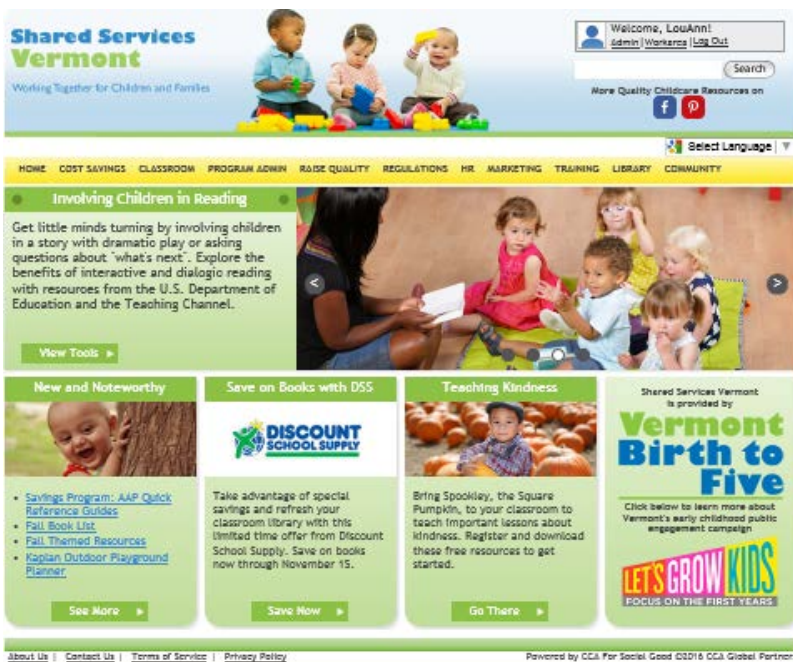 Shared Services
Vermont
Working Together for Children and Families
Welcome, LouAnn!
Admin | Workarea | Log Out
Search
More Quality Childcare Resources on
Select Language
HOME COST SAVINGS CLASSROOM PROGRAM ADMIN RAISE QUALITY REGULATIONS HR MARKETING TRAINING LIBRARY COMMUNITY
Involving Children in Reading
Get little minds turning by involving children
in a story with dramatic play or asking
questions about "what's next". Explore the
benefits of interactive and dialogic reading
with resources from the U.S. Department of
Education and the Teaching Channel.
View Tools
New and Noteworthy
• Savings Program: AAP Quick
Reference Guides
• Fall Book List
• Fall Themed Resources
• Kaplan Outdoor Playground
Planner
See More
Save on Books with DSS
DISCOUNT
SCHOOL SUPPLY
Take advantage of special
savings and refresh your
classroom library with this
limited time offer from Discount
School Supply. Save on books
now through November 15.
Save Now
Teaching Kindness
Bring Spookley, the Square
Pumpkin, to your classroom to
teach important lessons about
kindness. Register and download
these free resources to get
started.
Go There
Shared Services Vermont
is provided by
Vermont
Birth to
Five
Click below to learn more about
Vermont's early childhood public
engagement campaign
LET'S GROW KIDS
FOCUS ON THE FIRST YEARS
About Us | Contact Us | Terms of Service | Privacy Policy
Powered by CCA For Social Good ©2016 CCA Global Partner